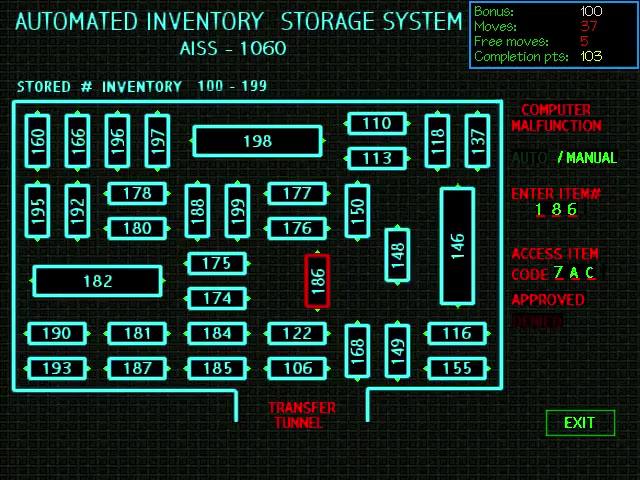 AUTOMATED INVENTORY STORAGE SYSTEM
AISS - 1060
Bonus: 100
Moves: 37
Free moves: 5
Completion pts: 103
STORED # INVENTORY 100 - 199
160 166 196 197 198 110 118 137
113
195 192 178 188 199 177 150 146
180 176
148
175
182 174 186
190 181 184 122 168 149 116
193 187 185 106 155
TRANSFER
TUNNEL
COMPUTER
MALFUNCTION
AUTO / MANUAL
ENTER ITEM#
1 8 6
ACCESS ITEM
CODE 7 A C
APPROVED
DENIED
EXIT